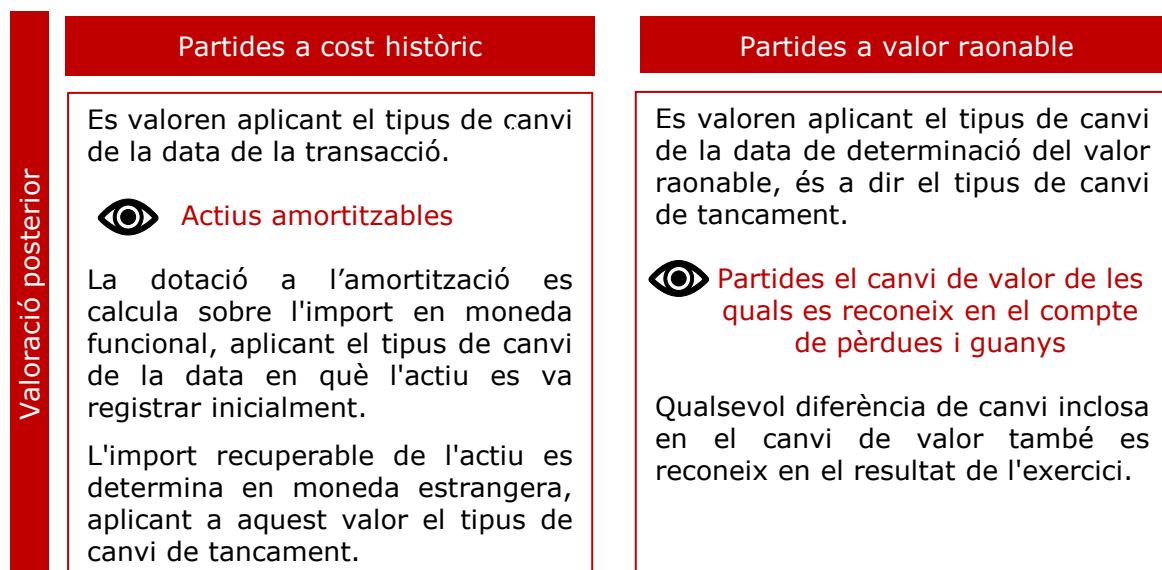 Valoració posterior
Partides a cost històric
Es valoren aplicant el tipus de canvi
de la data de la transacció.
Actius amortitzables
La dotació a l’amortització es
calcula sobre l'import en moneda
funcional, aplicant el tipus de canvi
de la data en què l'actiu es va
registrar inicialment.
L'import recuperable de l'actiu es
determina en moneda estrangera,
aplicant a aquest valor el tipus de
canvi de tancament.
Partides a valor raonable
Es valoren aplicant el tipus de canvi
de la data de determinació del valor
raonable, és a dir el tipus de canvi
de tancament.
Partides el canvi de valor de les
quals es reconeix en el compte
de pèrdues i guanys
Qualsevol diferència de canvi inclosa
en el canvi de valor també es
reconeix en el resultat de l'exercici.